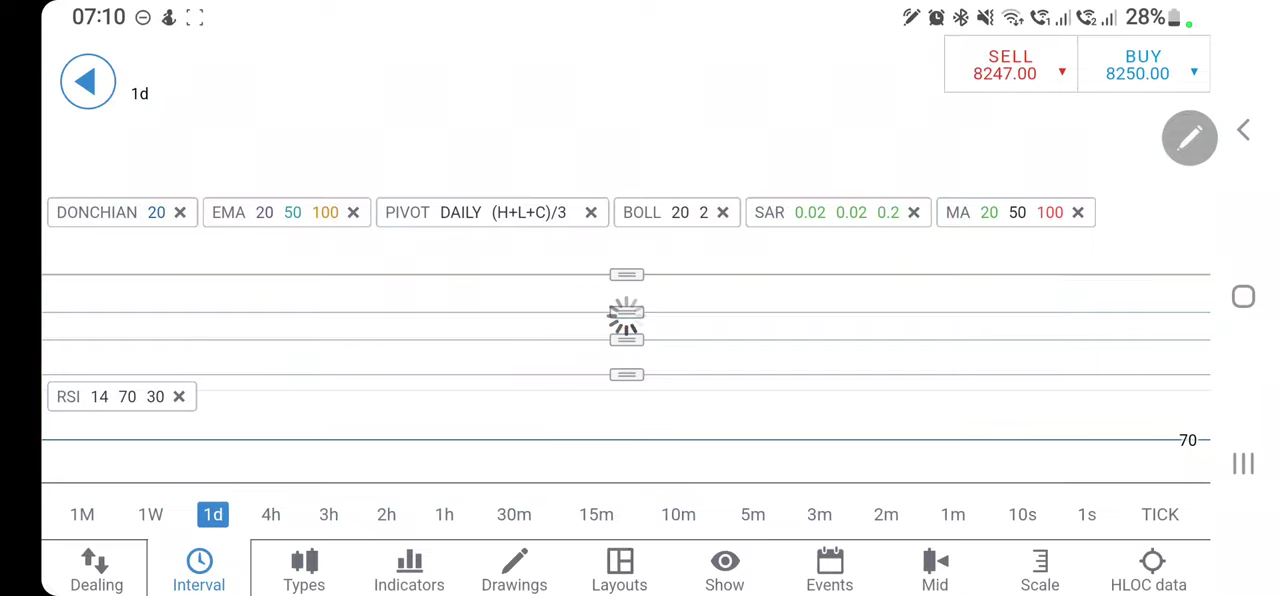 07:10
28%
SELL BUY
8247.00 8250.00
1d
DONCHIAN 20 EMA 20 50 100 PIVOT DAILY (H+L+C)/3 BOLL 20 2 SAR 0.02 0.02 0.2 MA 20 50 100
RSI 14 70 30
70
1M 1W 1d 4h 3h 2h 1h 30m 15m 10m 5m 3m 2m 1m 10s 1s TICK
Dealing Interval Types Indicators Drawings Layouts Show Events Mid Scale HLOC data